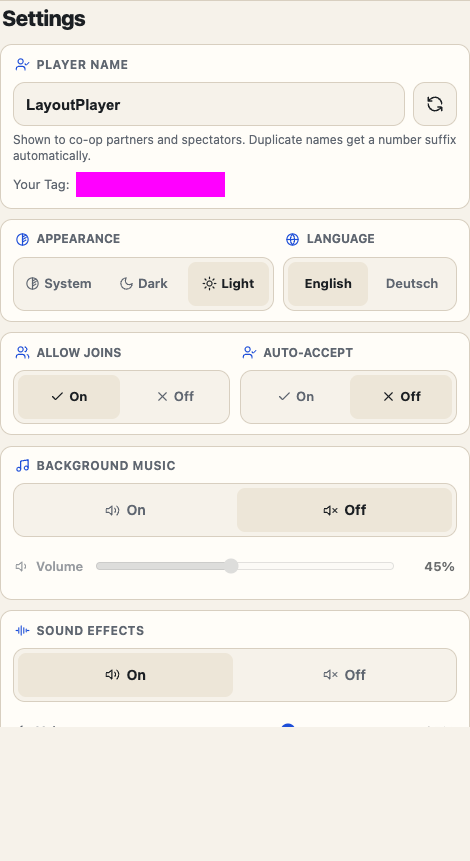 Settings
PLAYER NAME
LayoutPlayer
Shown to co-op partners and spectators. Duplicate names get a number suffix
automatically.
Your Tag:
APPEARANCE
LANGUAGE
System Dark Light
English Deutsch
ALLOW JOINS
AUTO-ACCEPT
On Off
On Off
BACKGROUND MUSIC
On Off
Volume 45%
SOUND EFFECTS
On Off